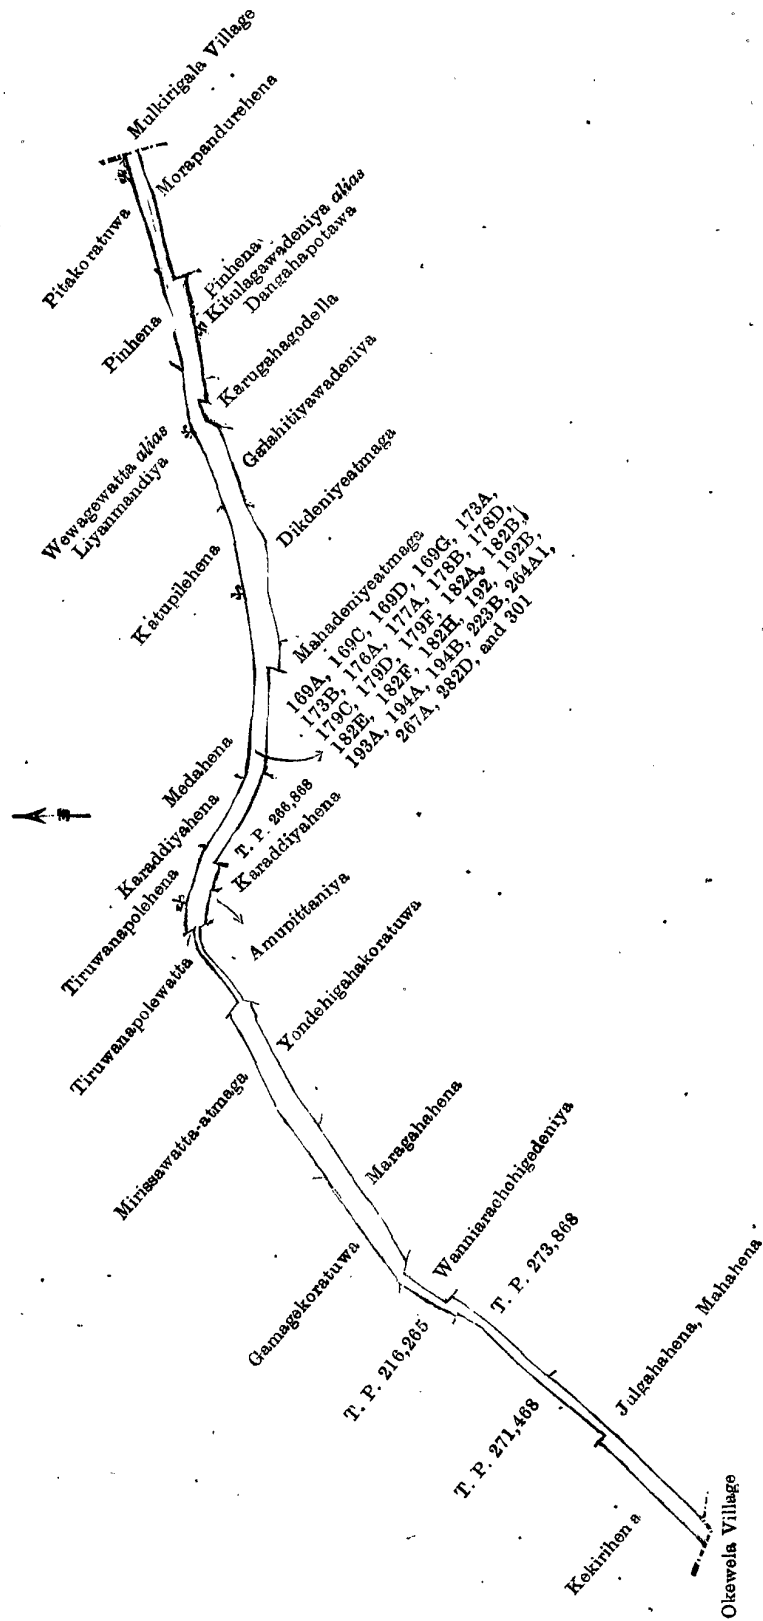 Mulkirigala Village
Morapandurehena
Pitakoratuwa
Pinhena
Kitulagawadeniya alias
Dangahapotawa
Pinhena
Karugahagodella
Galahitiyawadeniya
Wewagewatta alias
Liyanmandiya
Dikdeniyeatmaga
Katupilehena
Mahadeniyeatmaga
169A, 169C, 169D, 169G, 173A,
173B, 176A, 177A, 178B, 178D,
179C, 179D, 179F, 182A, 182B,
182E, 182F, 182H, 192, 192B,
193A, 194A, 194B, 223B, 264A1,
267A, 282D, and 301
Medahena
T. P. 266,868
Karaddiyahena
Karaddiyahena
Tiruwanapolehena
Amupittaniya
Tiruwanapolewatta
Yondehigahakoratuwa
Mirissawatta-atmaga
Maragahahena
Gamagekoratuwa
Wanniarachchigedeniya
T. P. 273,868
T. P. 216,265
T. P. 271,468
Julgahahena, Mahahena
Kekirihena
Okewela Village